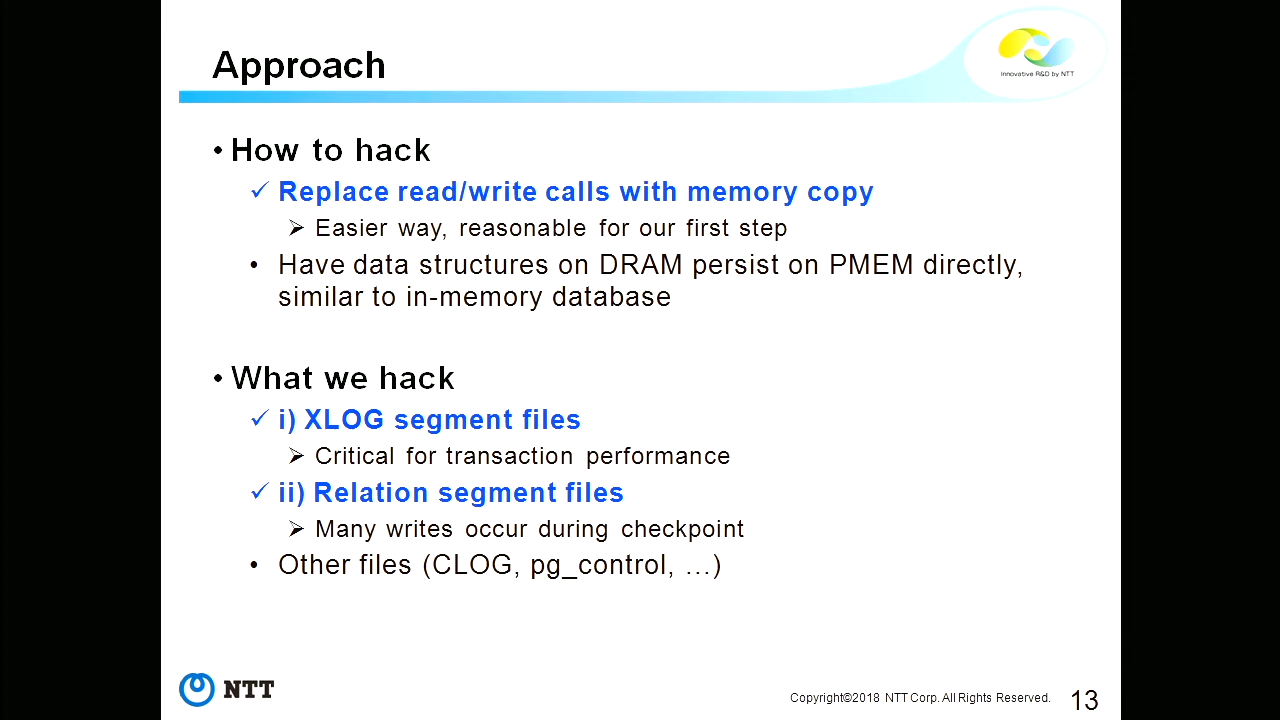 Approach
Innovative R&D by NTT
• How to hack
✓ Replace read/write calls with memory copy
➢ Easier way, reasonable for our first step
• Have data structures on DRAM persist on PMEM directly,
similar to in-memory database
• What we hack
✓ i) XLOG segment files
➢ Critical for transaction performance
✓ ii) Relation segment files
➢ Many writes occur during checkpoint
• Other files (CLOG, pg_control, …)
NTT
Copyright©2018 NTT Corp. All Rights Reserved.
13